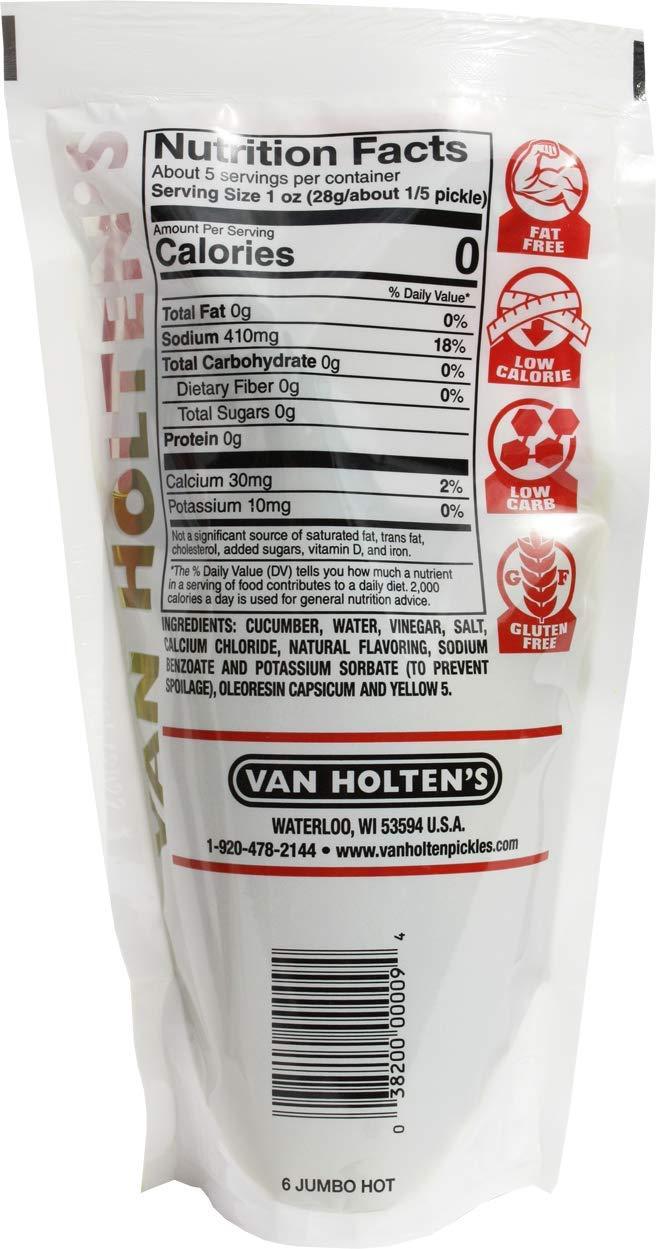 Nutrition Facts
About 5 servings per container
Serving Size 1 oz (28g/about 1/5 pickle)
Amount Per Serving
Calories 0
% Daily Value*
Total Fat 0g 0%
Sodium 410mg 18%
Total Carbohydrate 0g 0%
Dietary Fiber 0g 0%
Total Sugars 0g
Protein 0g
Calcium 30mg 2%
Potassium 10mg 0%
Not a significant source of saturated fat, trans fat,
cholesterol, added sugars, vitamin D, and iron.
*The % Daily Value (DV) tells you how much a nutrient
in a serving of food contributes to a daily diet. 2,000
calories a day is used for general nutrition advice.
INGREDIENTS: CUCUMBER, WATER, VINEGAR, SALT,
CALCIUM CHLORIDE, NATURAL FLAVORING, SODIUM
BENZOATE AND POTASSIUM SORBATE (TO PREVENT
SPOILAGE), OLEORESIN CAPSICUM AND YELLOW 5.
FAT
FREE
LOW
CALORIE
LOW
CARB
G F
GLUTEN
FREE
VAN HOLTEN'S
VAN HOLTEN'S
WATERLOO, WI 53594 U.S.A.
1-920-478-2144 • www.vanholtenpickles.com
0 38200 00009 4
6 JUMBO HOT